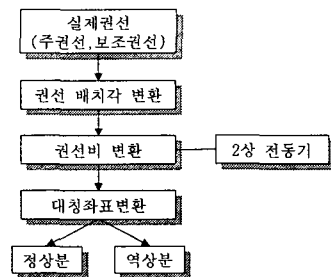 실제권선
(주권선,보조권선)
권선 배치각 변환
권선비 변환
2상 전동기
대칭좌표변환
정상분
역상분